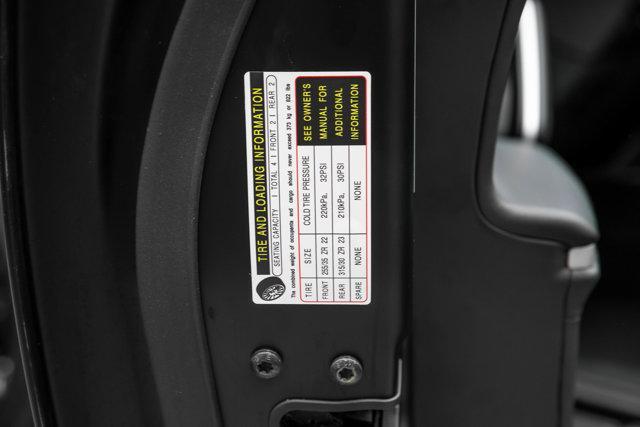 TIRE AND LOADING INFORMATION
SEATING CAPACITY | TOTAL 4 | FRONT 2 | REAR 2
The combined weight of occupants and cargo should never exceed 373 kg or 822 lbs
TIRE SIZE COLD TIRE PRESSURE
FRONT 255/35 ZR 22 220kPa, 32PSI
REAR 315/30 ZR 23 210kPa, 30PSI
SPARE NONE NONE
SEE OWNER'S
MANUAL FOR
ADDITIONAL
INFORMATION